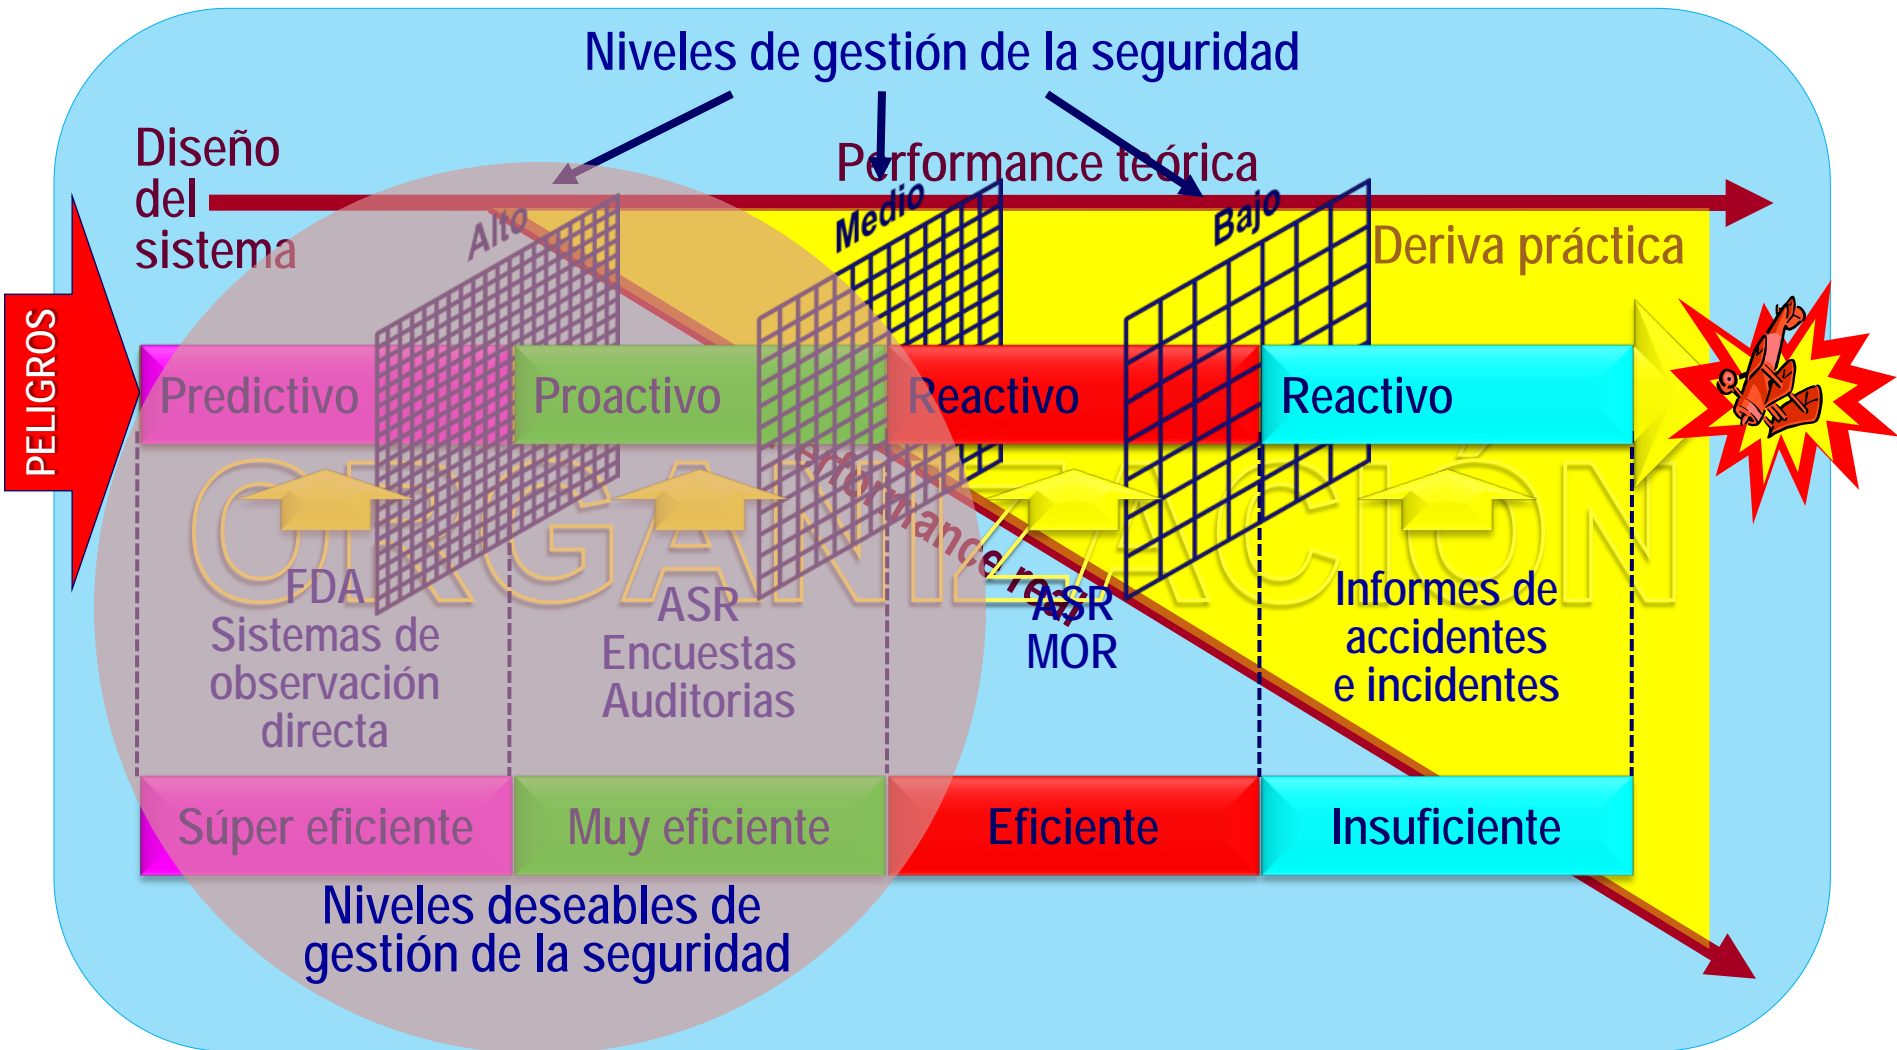 Niveles de gestión de la seguridad
Diseño
del
sistema
Performance teórica
Alto
Medio
Bajo
Deriva práctica
PELIGROS
Predictivo
Proactivo
Reactivo
Reactivo
ORGANIZACIÓN
Performance real
FDA
Sistemas de
observación
directa
ASR
Encuestas
Auditorias
ASR
MOR
Informes de
accidentes
e incidentes
Súper eficiente
Muy eficiente
Eficiente
Insuficiente
Niveles deseables de
gestión de la seguridad